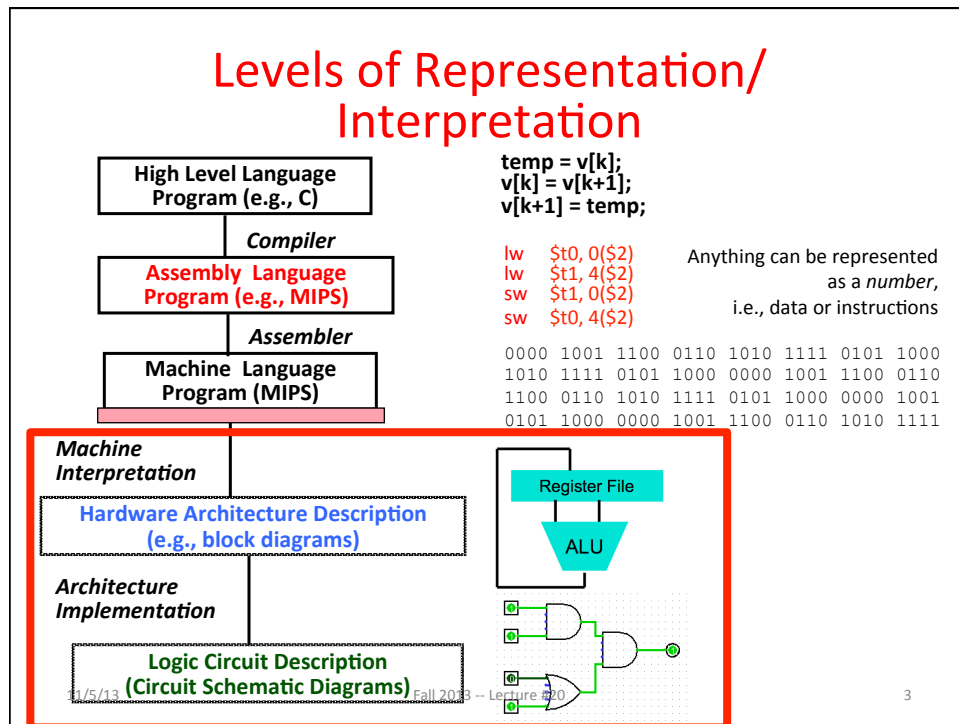 Levels of Representation/
Interpretation
High Level Language
Program (e.g., C)
temp = v[k];
v[k] = v[k+1];
v[k+1] = temp;
Compiler
Assembly Language
Program (e.g., MIPS)
lw $t0, 0($2)
lw $t1, 4($2)
sw $t1, 0($2)
sw $t0, 4($2)
Anything can be represented
as a number,
i.e., data or instructions
Assembler
Machine Language
Program (MIPS)
0000 1001 1100 0110 1010 1111 0101 1000
1010 1111 0101 1000 0000 1001 1100 0110
1100 0110 1010 1111 0101 1000 0000 1001
0101 1000 0000 1001 1100 0110 1010 1111
Machine
Interpretation
Register File
ALU
Hardware Architecture Description
(e.g., block diagrams)
Architecture
Implementation
Logic Circuit Description
(Circuit Schematic Diagrams)
11/5/13
Fall 2013 -- Lecture #20
3